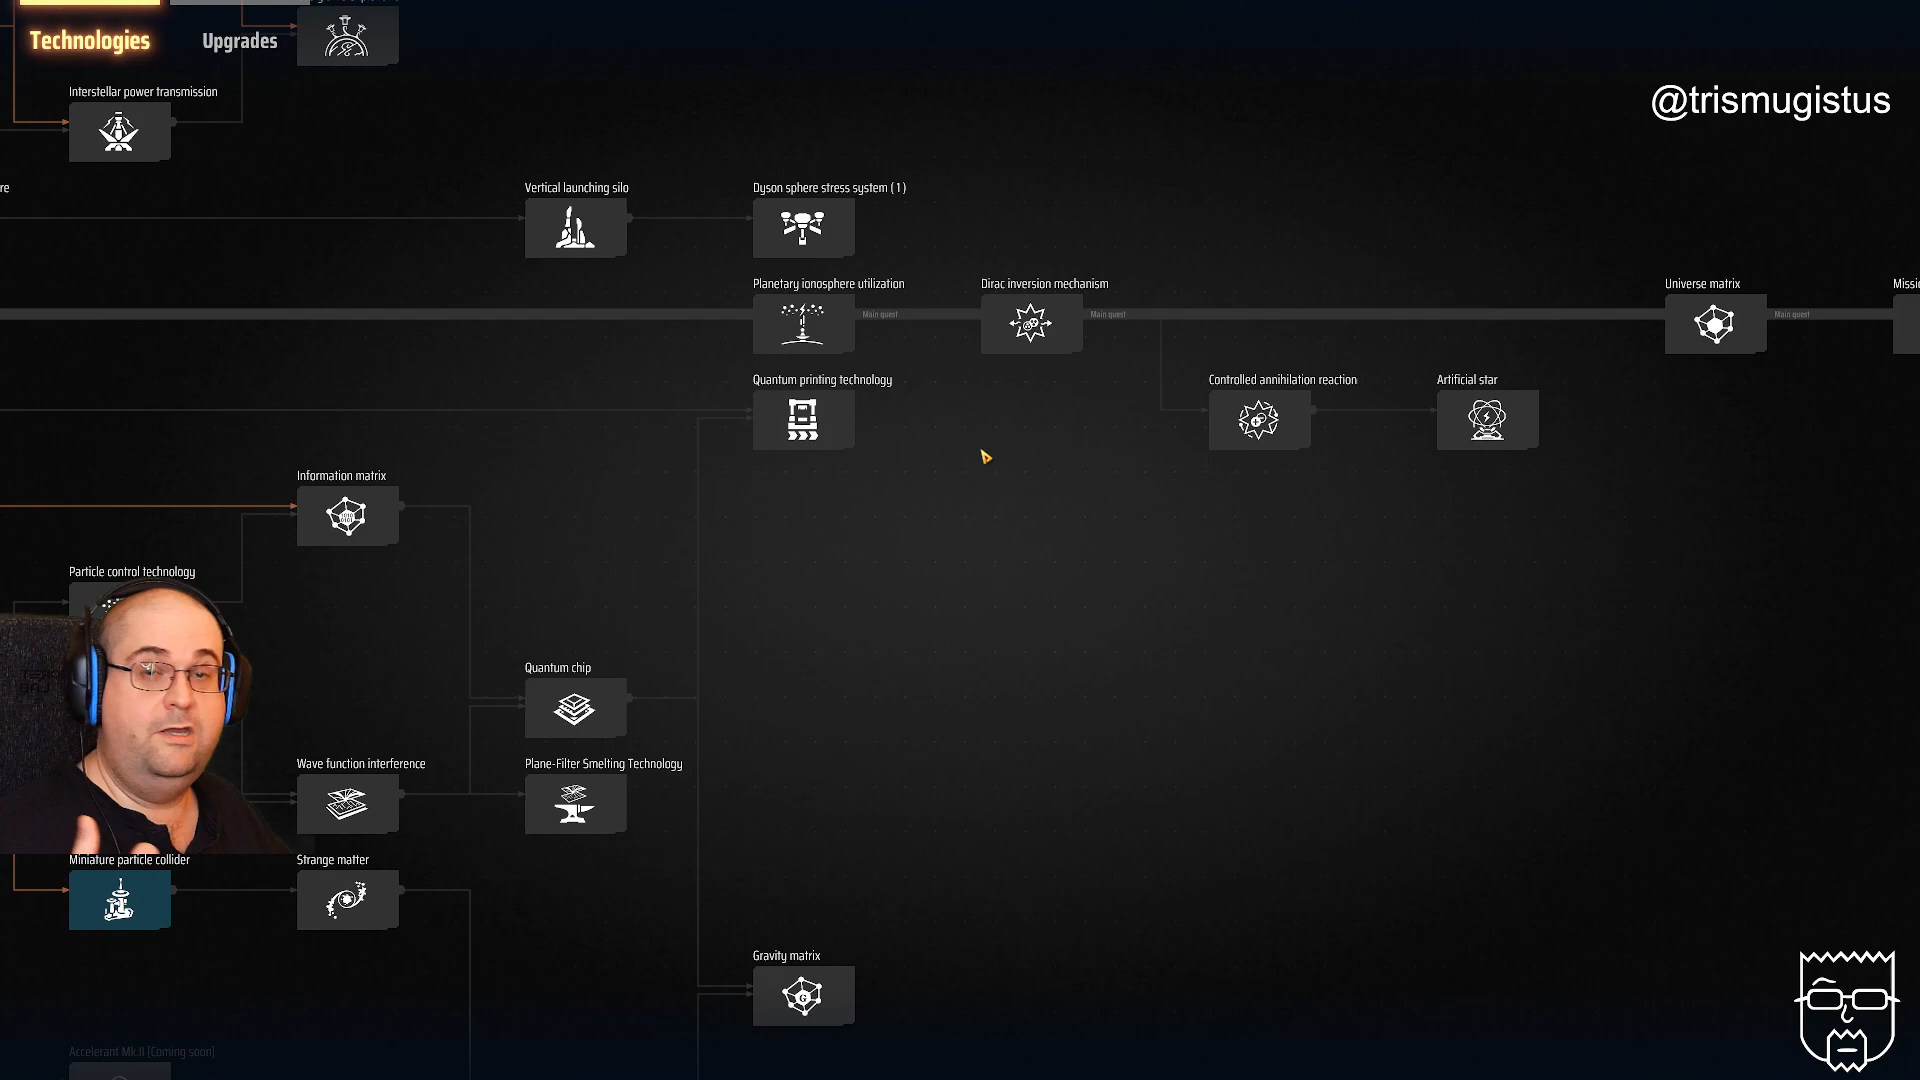 Technologies
Upgrades
@trismugistus
Interstellar power transmission
re
Vertical launching silo
Dyson sphere stress system ( 1 )
Planetary ionosphere utilization
Dirac inversion mechanism
Universe matrix
Missi
Main quest
Main quest
Main quest
Quantum printing technology
Controlled annihilation reaction
Artificial star
Information matrix
Particle control technology
Quantum chip
Wave function interference
Plane-Filter Smelting Technology
Miniature particle collider
Strange matter
Gravity matrix
G
Accelerant Mk.II [Coming soon]